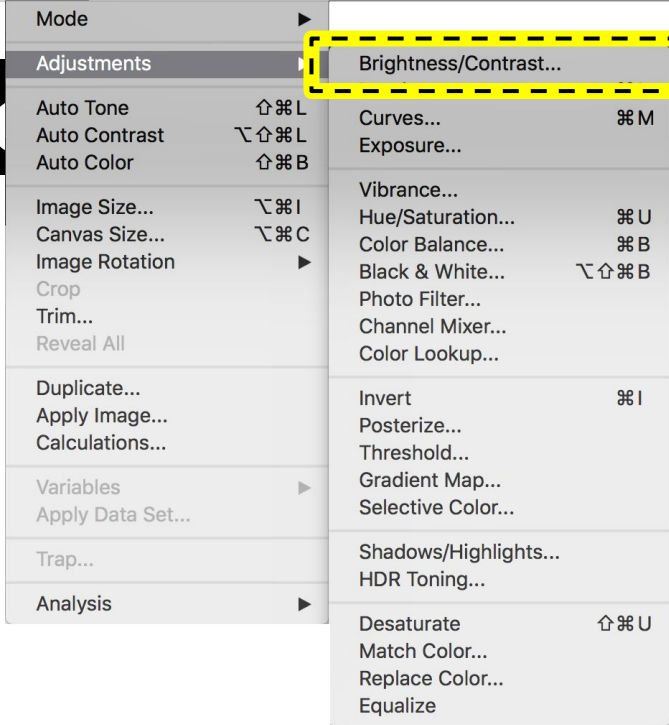 Mode ▶
Adjustments
Auto Tone ⇧⌘L
Auto Contrast ⌥⇧⌘L
Auto Color ⇧⌘B
Image Size... ⌥⌘I
Canvas Size... ⌥⌘C
Image Rotation ▶
Crop
Trim...
Reveal All
Duplicate...
Apply Image...
Calculations...
Variables ▶
Apply Data Set...
Trap...
Analysis ▶
Brightness/Contrast...
Curves... ⌘M
Exposure...
Vibrance...
Hue/Saturation... ⌘U
Color Balance... ⌘B
Black & White... ⌥⇧⌘B
Photo Filter...
Channel Mixer...
Color Lookup...
Invert ⌘I
Posterize...
Threshold...
Gradient Map...
Selective Color...
Shadows/Highlights...
HDR Toning...
Desaturate ⇧⌘U
Match Color...
Replace Color...
Equalize